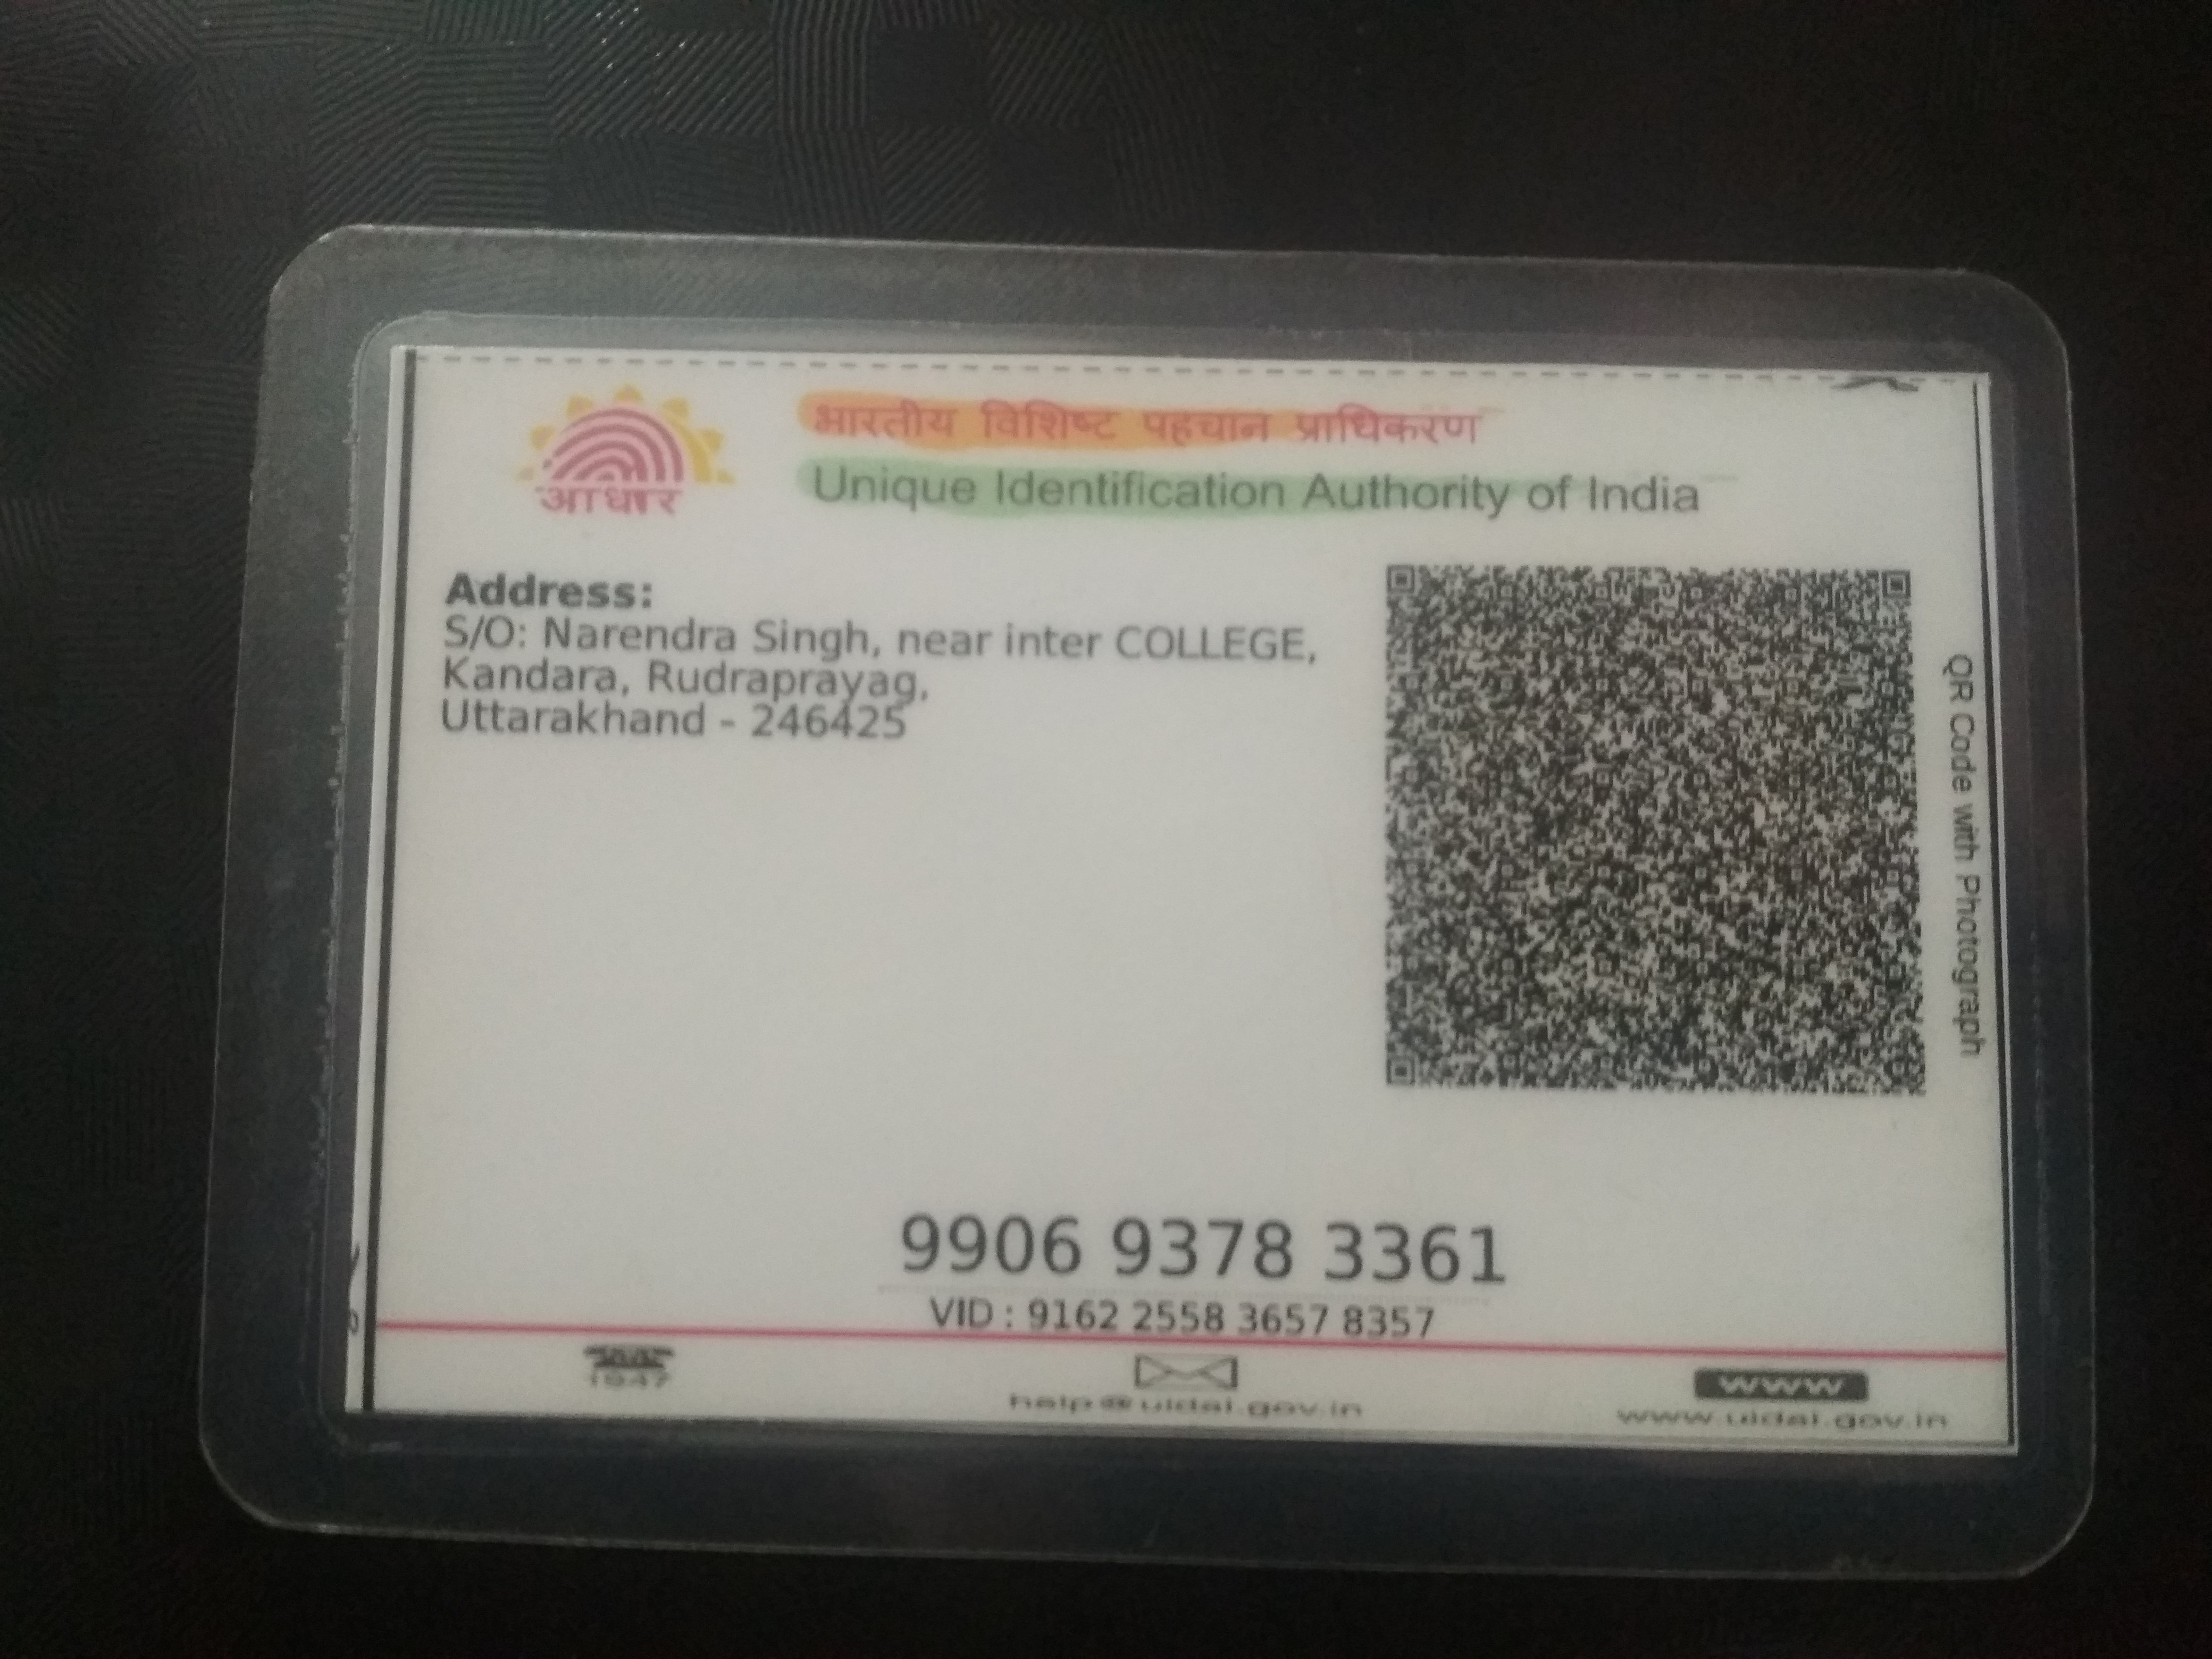 भारतीय विशिष्ट पहचान प्राधिकरण
आधार
Unique Identification Authority of India
Address:
S/O: Narendra Singh, near inter COLLEGE,
Kandara, Rudraprayag,
Uttarakhand - 246425
QR Code with Photograph
9906 9378 3361
VID : 9162 2558 3657 8357
1947
help@uidai.gov.in
www
www.uidai.gov.in